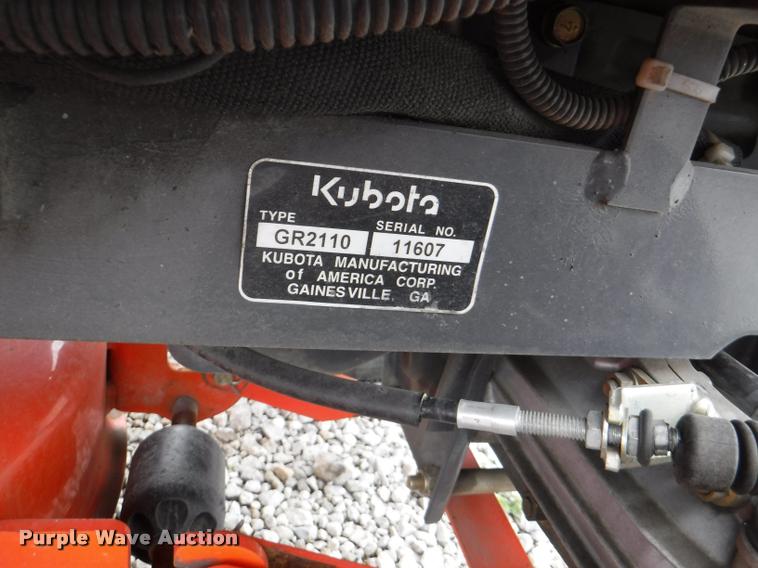 Kubota
TYPE SERIAL NO.
GR2110 11607
KUBOTA MANUFACTURING
of AMERICA CORP.
GAINESVILLE, GA
Purple Wave Auction